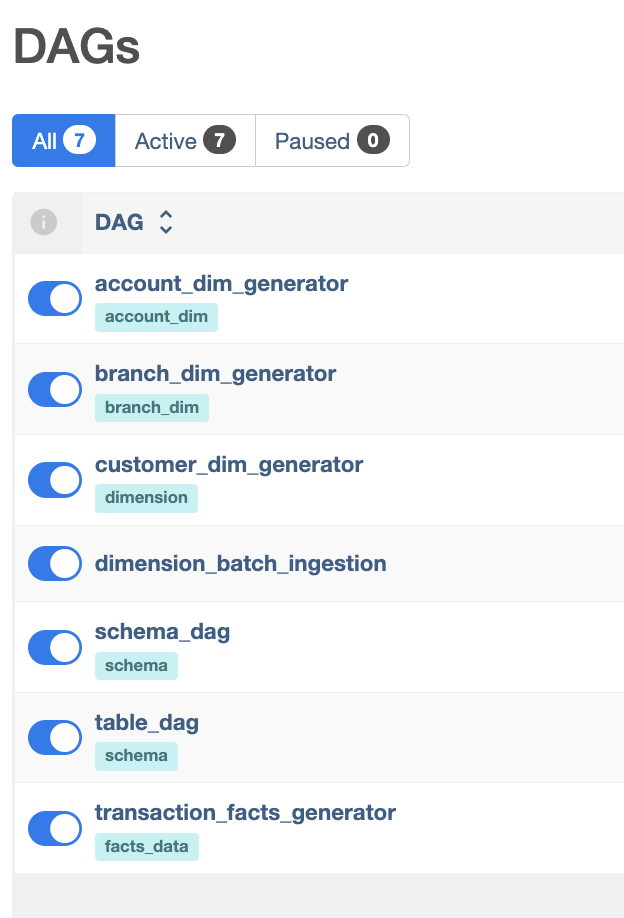 DAGs
All 7 Active 7 Paused 0
i DAG
account_dim_generator
account_dim
branch_dim_generator
branch_dim
customer_dim_generator
dimension
dimension_batch_ingestion
schema_dag
schema
table_dag
schema
transaction_facts_generator
facts_data